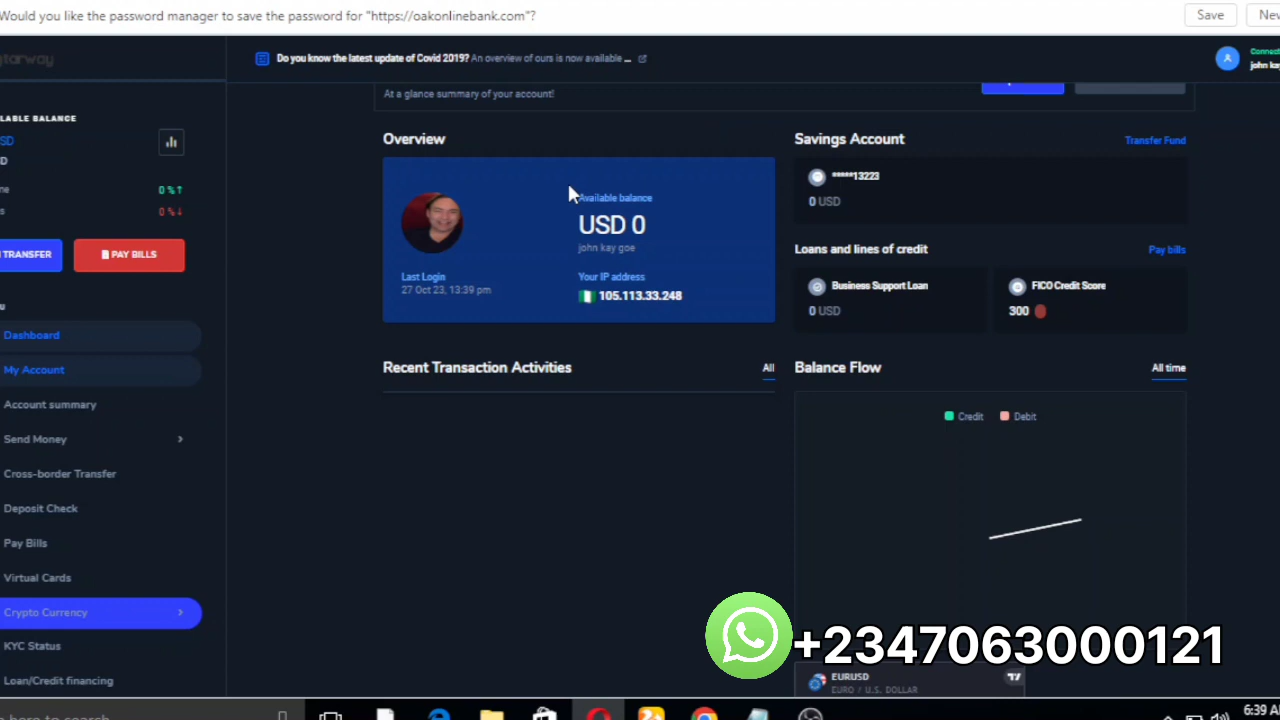 Would you like the password manager to save the password for "https://oakonlinebank.com"?
Save
Do you know the latest update of Covid 2019? An overview of ours is now available ...
At a glance summary of your account!
LABLE BALANCE
SD
D
0 % ↑
0 % ↓
TRANSFER
PAY BILLS
Dashboard
My Account
Account summary
Send Money
Cross-border Transfer
Deposit Check
Pay Bills
Virtual Cards
Crypto Currency
KYC Status
Loan/Credit financing
Overview
Available balance
USD 0
john kay goe
Last Login
27 Oct 23, 13:39 pm
Your IP address
105.113.33.248
Recent Transaction Activities
All
Savings Account
Transfer Fund
*****13223
0 USD
Loans and lines of credit
Pay bills
Business Support Loan
0 USD
FICO Credit Score
300
Balance Flow
All time
Credit
Debit
+2347063000121
EURUSD
EURO / U.S. DOLLAR
6:39 A